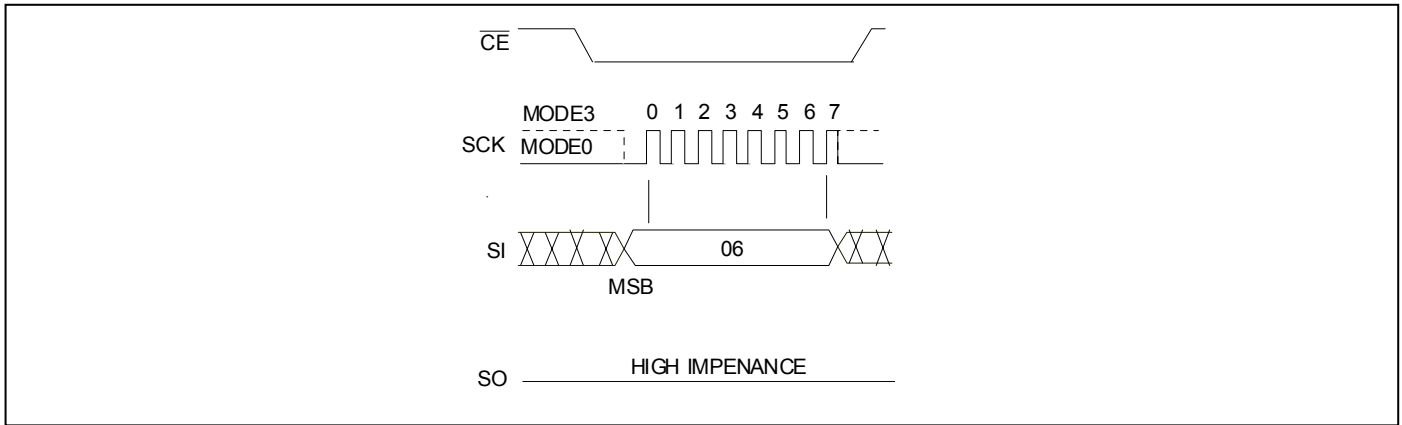 CE
MODE3 0 1 2 3 4 5 6 7
SCK MODE0
SI 06
MSB
HIGH IMPENANCE
SO